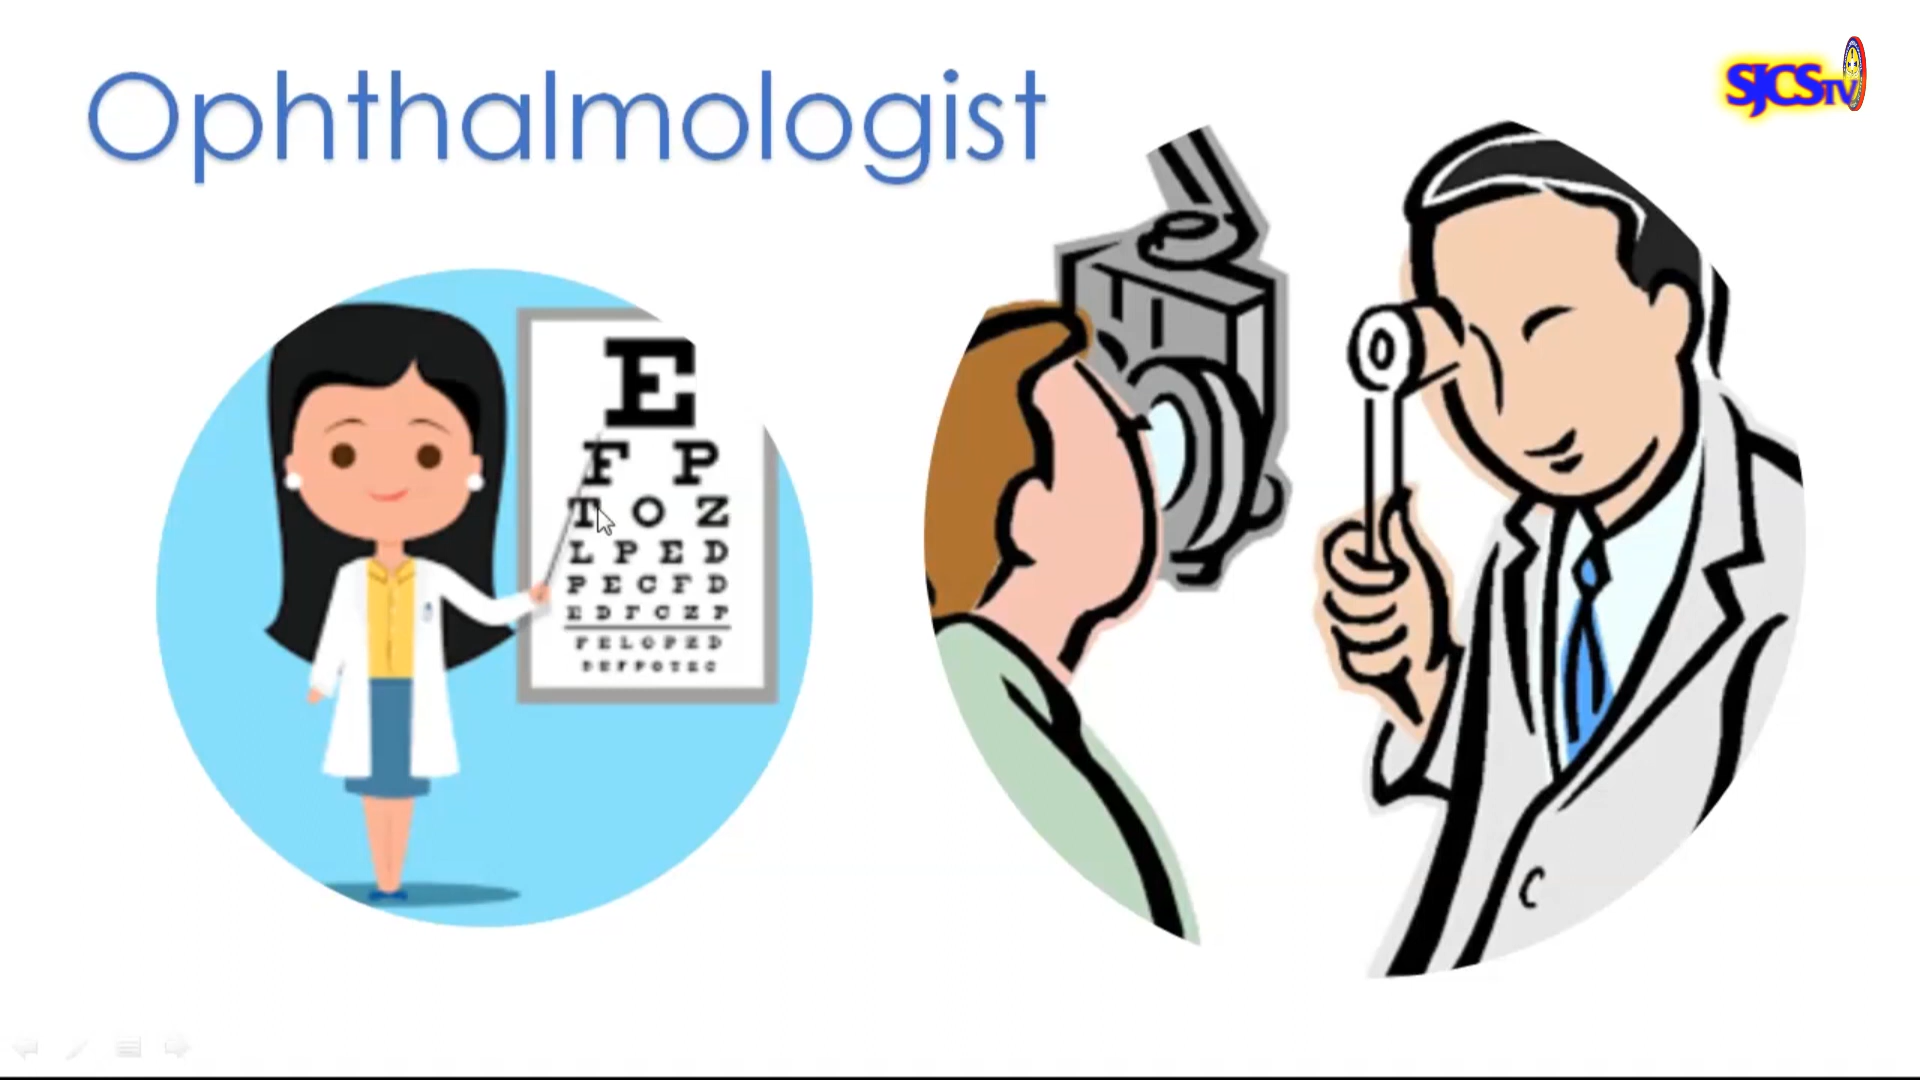 Ophthalmologist
SJCSTV
E
F P
T O Z
L P E D
P E C F D
E D F C Z P
F E L O P Z D
D E F P O T E C